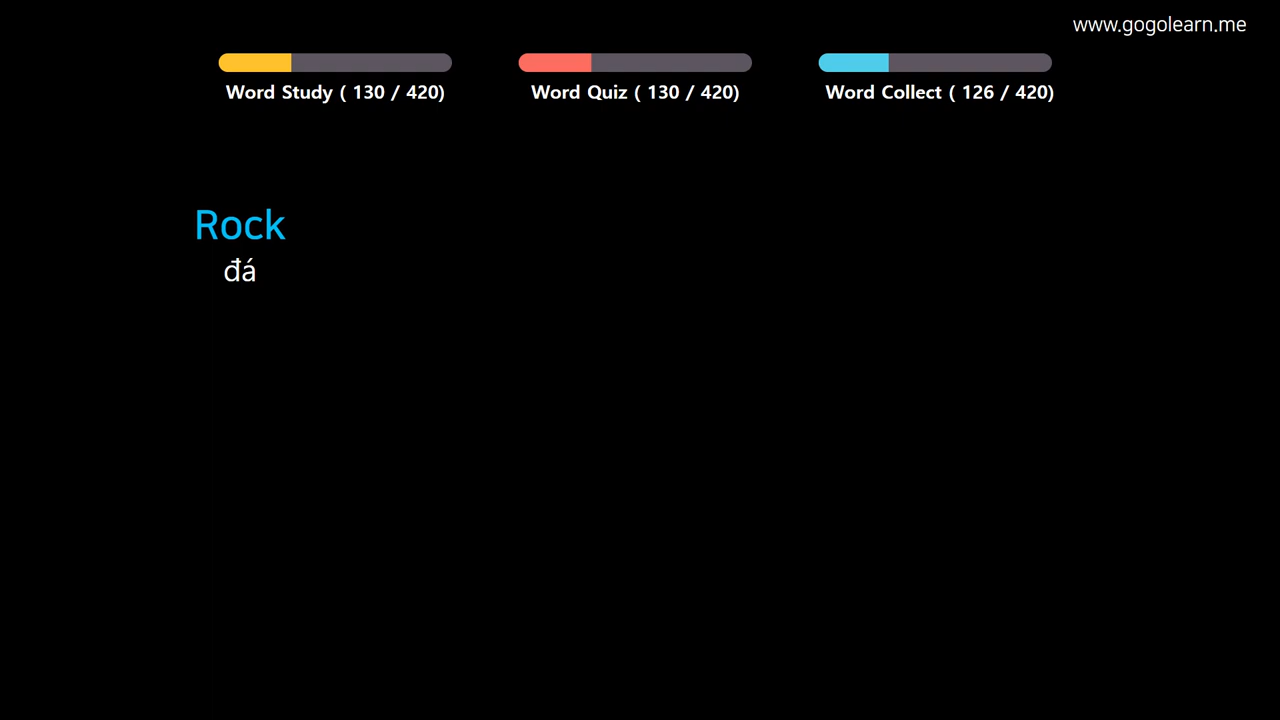 www.gogolearn.me
Word Study ( 130 / 420)
Word Quiz ( 130 / 420)
Word Collect ( 126 / 420)
Rock
đá